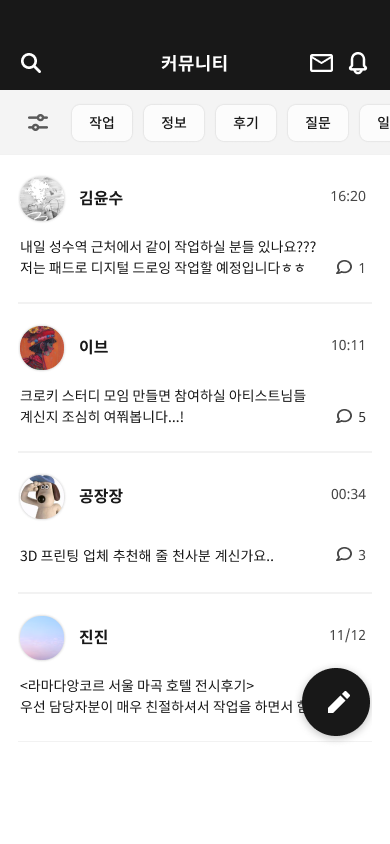 커뮤니티
작업 정보 후기 질문
김윤수 16:20
내일 성수역 근처에서 같이 작업하실 분들 있나요???
저는 패드로 디지털 드로잉 작업할 예정입니다ㅎㅎ 1
이브 10:11
크로키 스터디 모임 만들면 참여하실 아티스트님들
계신지 조심히 여쭤봅니다...! 5
공장장 00:34
3D 프린팅 업체 추천해 줄 천사분 계신가요.. 3
진진 11/12
<라마다앙코르 서울 마곡 호텔 전시후기>
우선 담당자분이 매우 친절하셔서 작업을 하면서